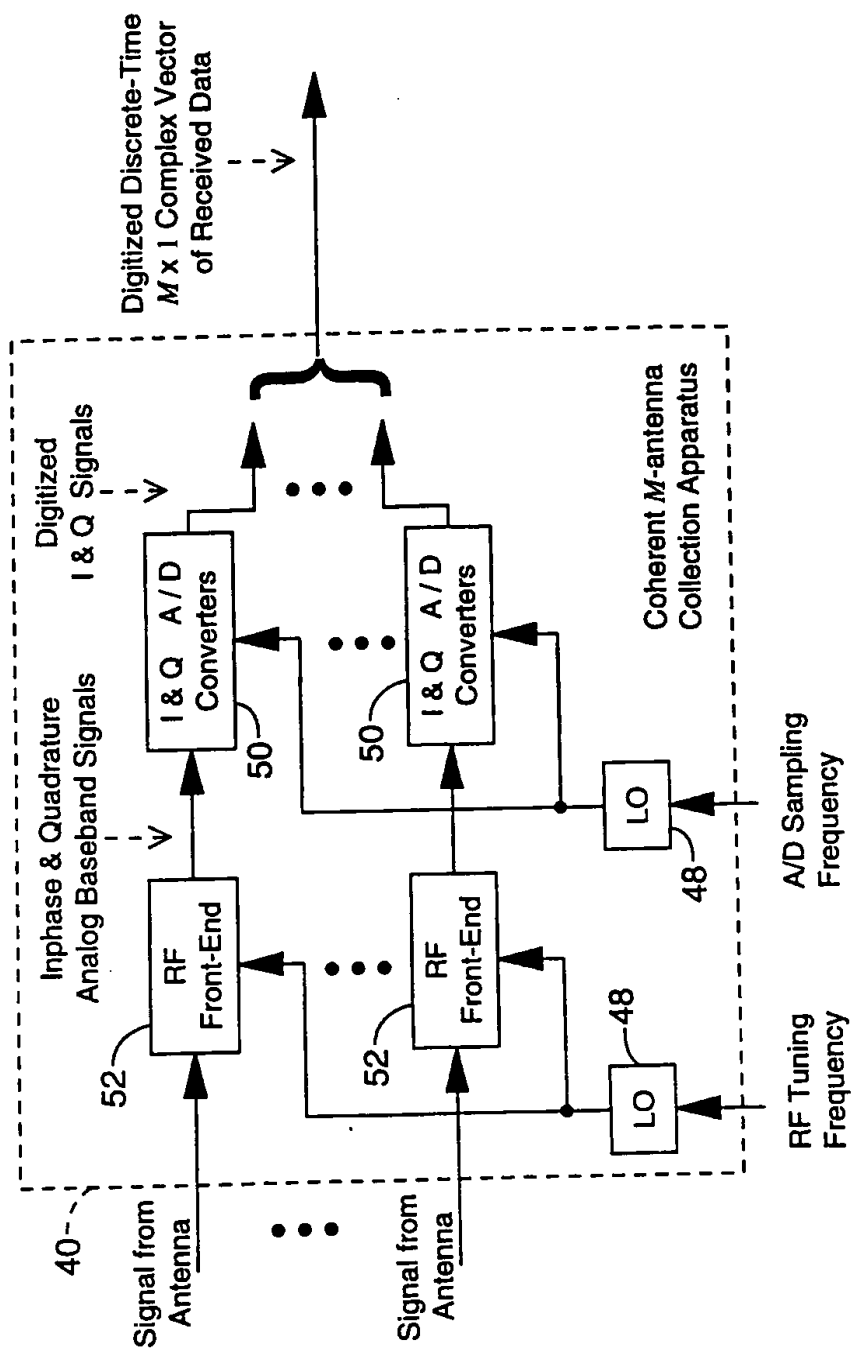 Inphase & Quadrature
Analog Baseband Signals
Digitized
I & Q Signals
Digitized Discrete-Time
M x 1 Complex Vector
of Received Data
40
Signal from
Antenna
52
RF
Front-End
50
I & Q A / D
Converters
Signal from
Antenna
52
RF
Front-End
50
I & Q A / D
Converters
LO
48
LO
48
Coherent M-antenna
Collection Apparatus
RF Tuning
Frequency
A/D Sampling
Frequency